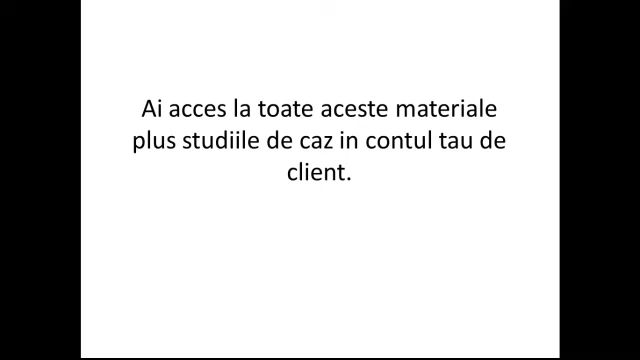 Ai acces la toate aceste materiale
plus studiile de caz in contul tau de
client.